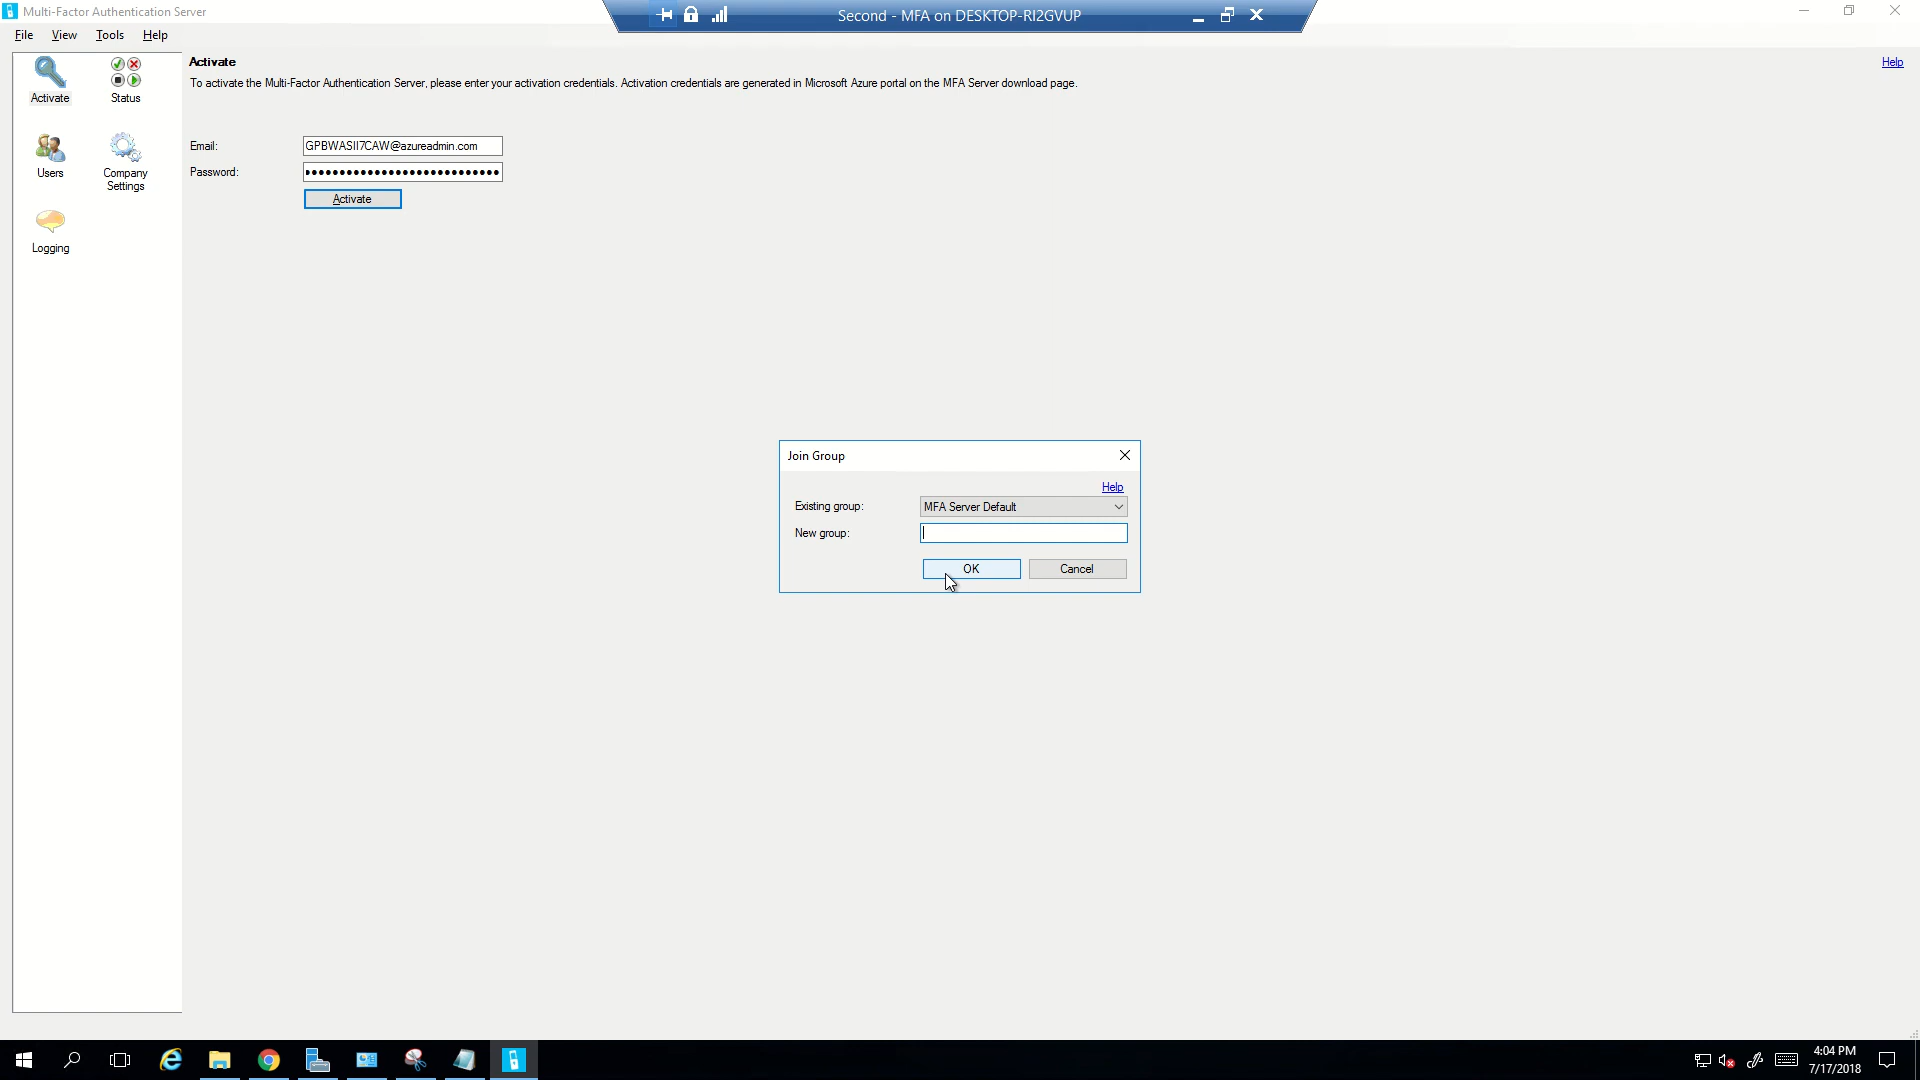 Multi-Factor Authentication Server
Second - MFA on DESKTOP-RI2GVUP
File View Tools Help
Activate
Help
To activate the Multi-Factor Authentication Server, please enter your activation credentials. Activation credentials are generated in Microsoft Azure portal on the MFA Server download page.
Activate
Status
Email:
GPBWASII7CAW@azureadmin.com
Password:
Activate
Users
Company
Settings
Logging
Join Group
Help
Existing group:
MFA Server Default
New group:
OK
Cancel
4:04 PM
7/17/2018